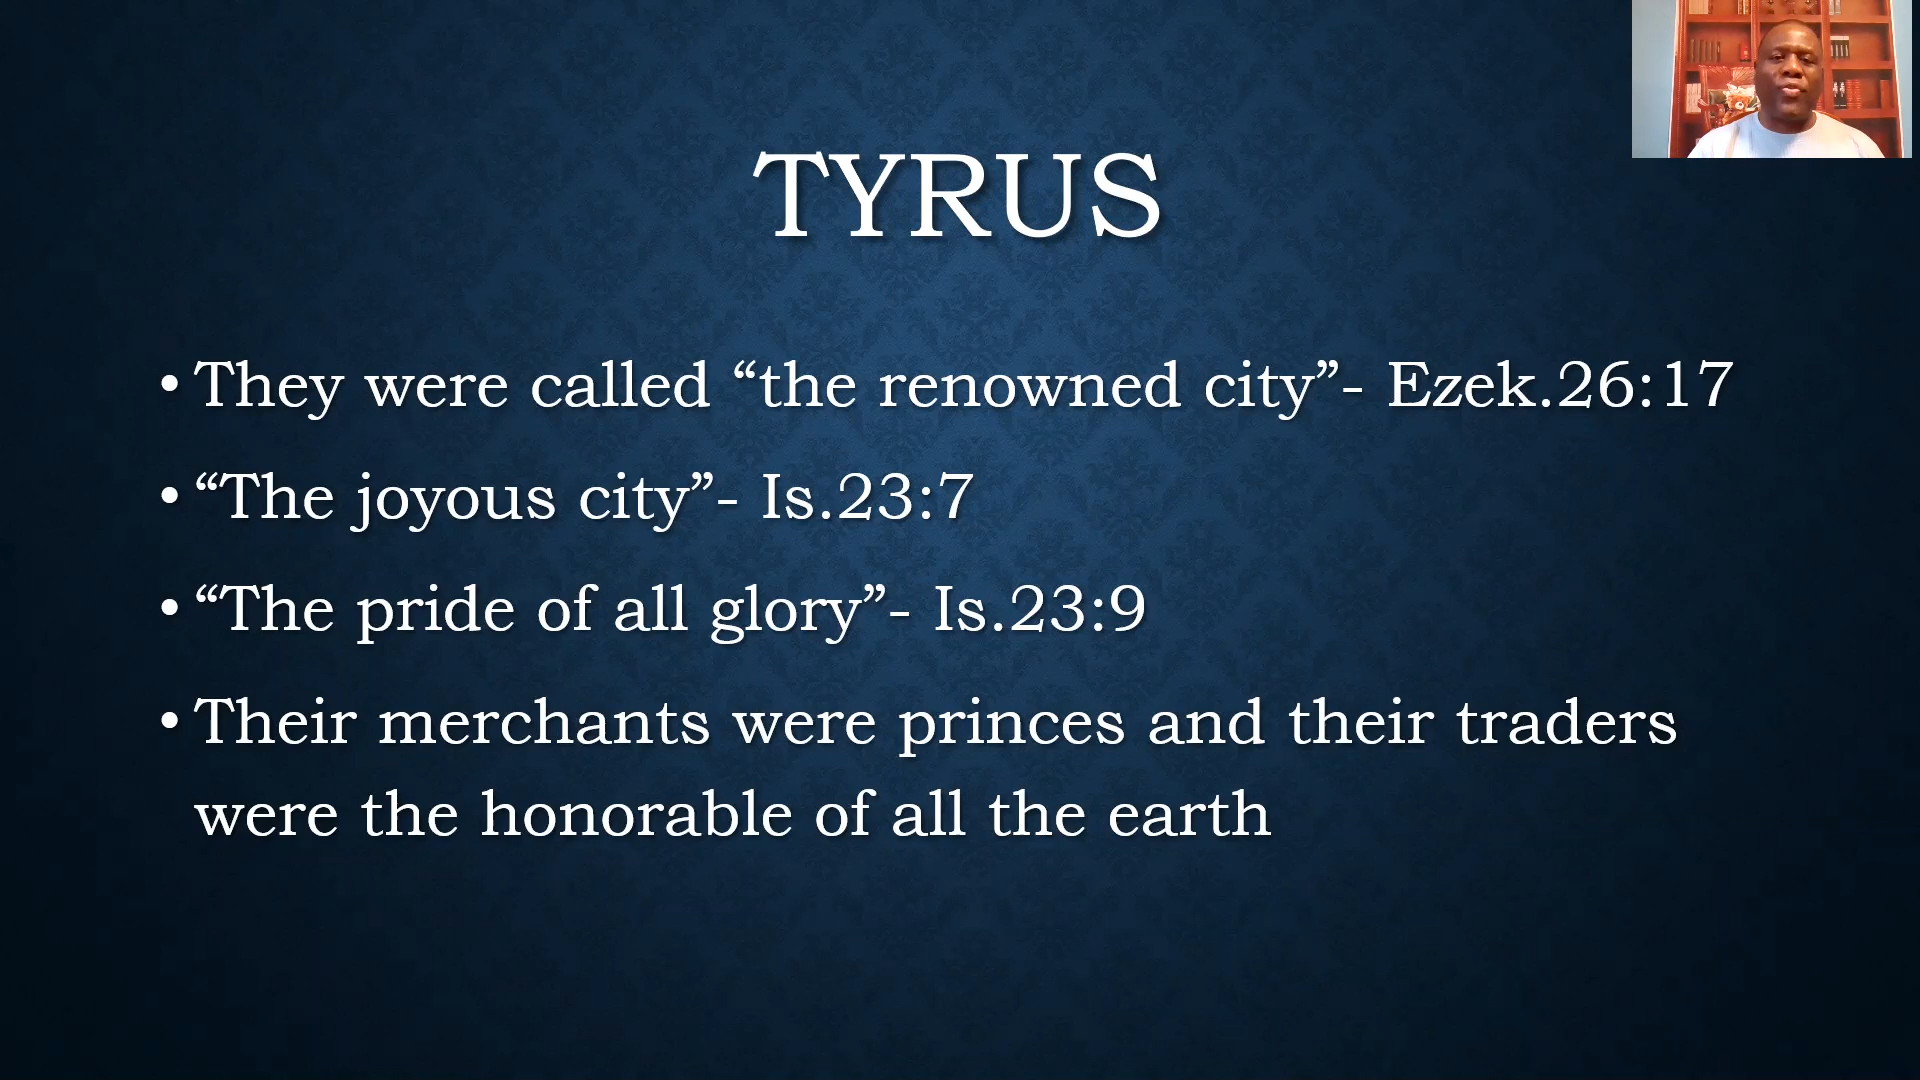 TYRUS
• They were called “the renowned city”- Ezek.26:17
• “The joyous city”- Is.23:7
• “The pride of all glory”- Is.23:9
• Their merchants were princes and their traders
were the honorable of all the earth